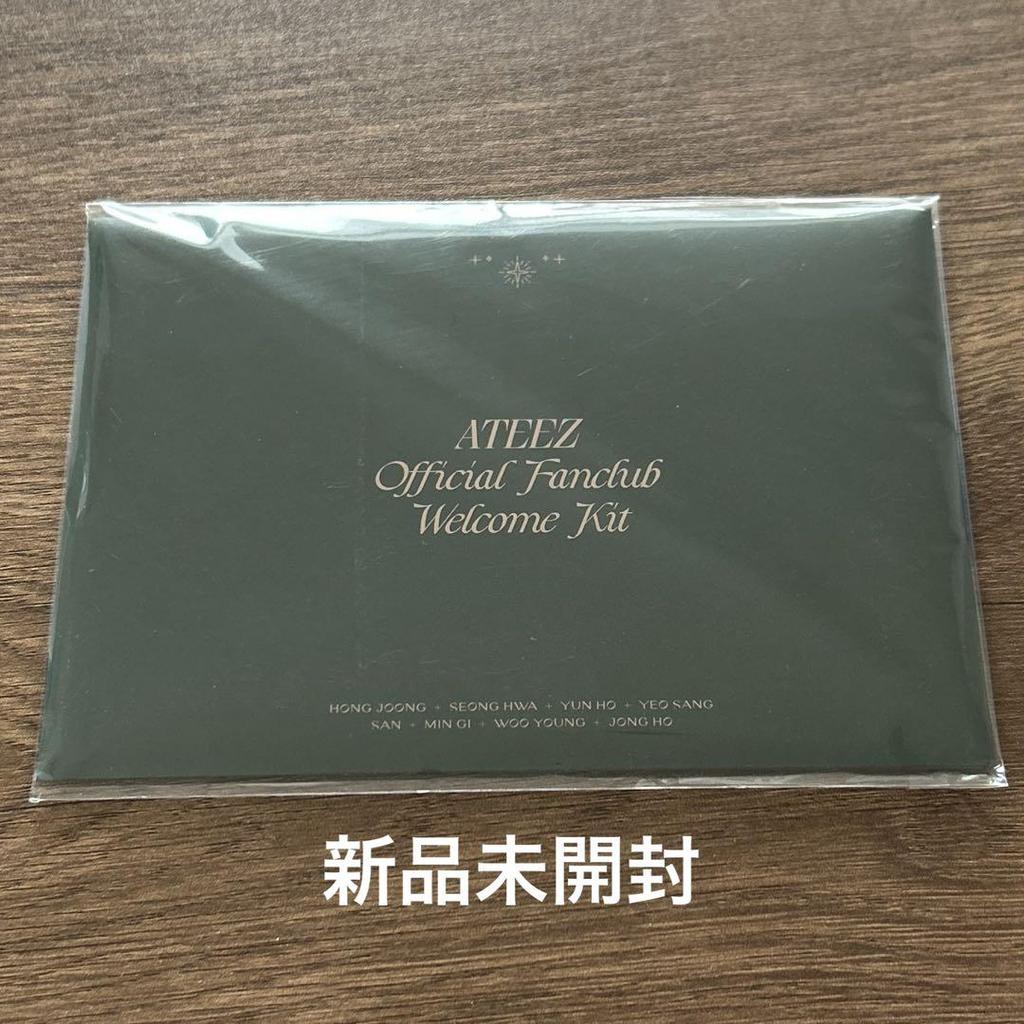 ATEEZ
Official Fanclub
Welcome Kit
HONG JOONG + SEONG HWA + YUN HO + YEO SANG
SAN + MIN GI + WOO YOUNG + JONG HO
新品未開封